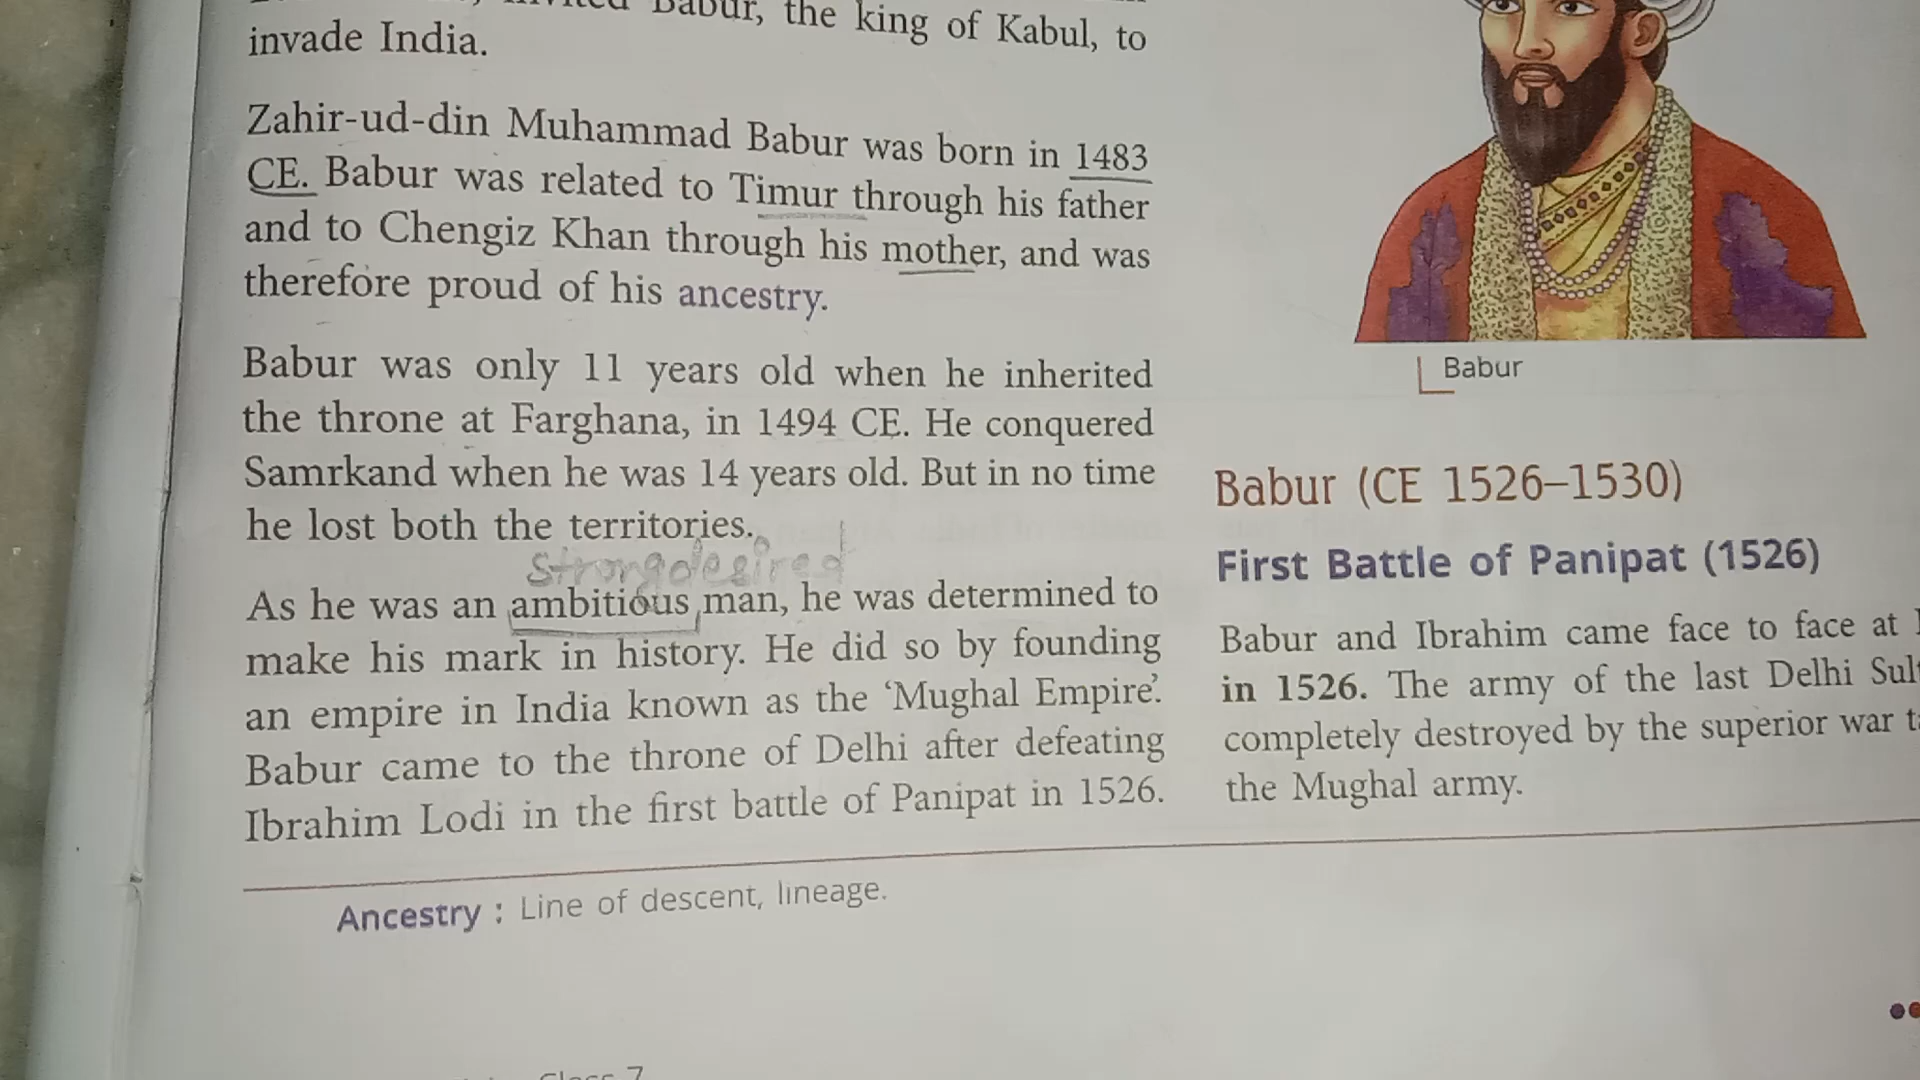 Babur, the king of Kabul, to
invade India.
Zahir-ud-din Muhammad Babur was born in 1483
CE. Babur was related to Timur through his father
and to Chengiz Khan through his mother, and was
therefore proud of his ancestry.
Babur was only 11 years old when he inherited
the throne at Farghana, in 1494 CE. He conquered
Samrkand when he was 14 years old. But in no time
he lost both the territories.
strong desired
As he was an ambitious man, he was determined to
make his mark in history. He did so by founding
an empire in India known as the ‘Mughal Empire’.
Babur came to the throne of Delhi after defeating
Ibrahim Lodi in the first battle of Panipat in 1526.
Ancestry : Line of descent, lineage.
Babur
Babur (CE 1526–1530)
First Battle of Panipat (1526)
Babur and Ibrahim came face to face at
in 1526. The army of the last Delhi
completely destroyed by the superior war
the Mughal army.
Class 7